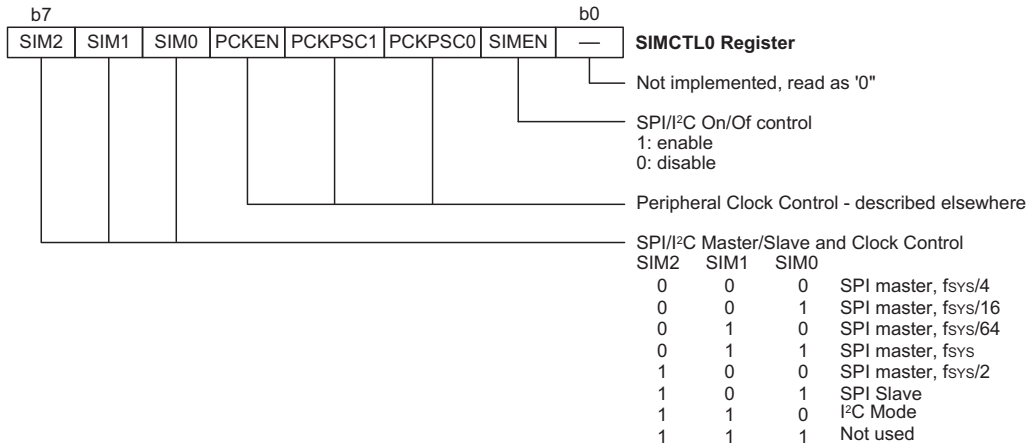 b7 b0
SIM2 SIM1 SIM0 PCKEN PCKPSC1 PCKPSC0 SIMEN — SIMCTL0 Register
Not implemented, read as '0"
SPI/I²C On/Of control
1: enable
0: disable
Peripheral Clock Control - described elsewhere
SPI/I²C Master/Slave and Clock Control
SIM2 SIM1 SIM0
0 0 0 SPI master, fSYS/4
0 0 1 SPI master, fSYS/16
0 1 0 SPI master, fSYS/64
0 1 1 SPI master, fSYS
1 0 0 SPI master, fSYS/2
1 0 1 SPI Slave
1 1 0 I²C Mode
1 1 1 Not used